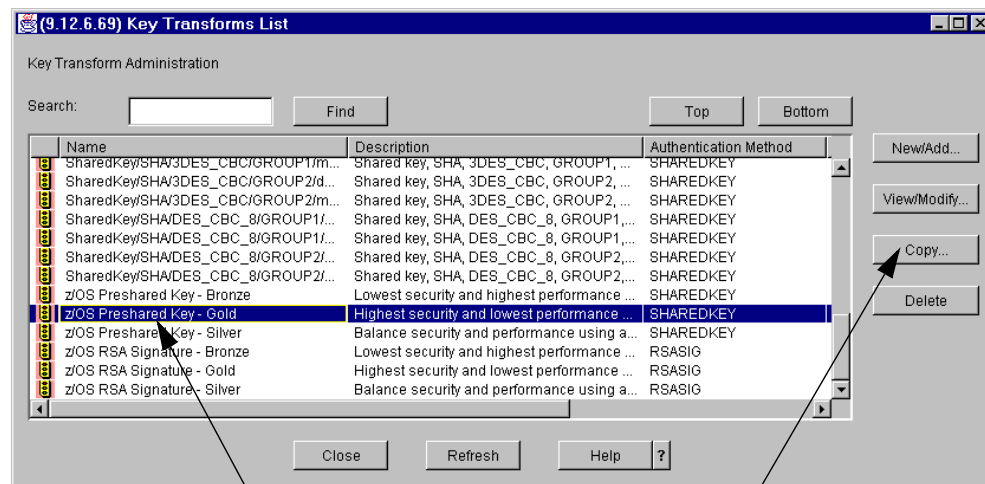 (9.12.6.69) Key Transforms List
Key Transform Administration
Search: Find Top Bottom
Name Description Authentication Method
SharedKey/SHA/3DES_CBC/GROUP1/m... Shared key, SHA, 3DES_CBC, GROUP1, ... SHAREDKEY
SharedKey/SHA/3DES_CBC/GROUP2/d... Shared key, SHA, 3DES_CBC, GROUP2, ... SHAREDKEY
SharedKey/SHA/3DES_CBC/GROUP2/m... Shared key, SHA, 3DES_CBC, GROUP2, ... SHAREDKEY
SharedKey/SHA/DES_CBC_8/GROUP1/... Shared key, SHA, DES_CBC_8, GROUP1,... SHAREDKEY
SharedKey/SHA/DES_CBC_8/GROUP1/... Shared key, SHA, DES_CBC_8, GROUP1,... SHAREDKEY
SharedKey/SHA/DES_CBC_8/GROUP2/... Shared key, SHA, DES_CBC_8, GROUP2,... SHAREDKEY
SharedKey/SHA/DES_CBC_8/GROUP2/... Shared key, SHA, DES_CBC_8, GROUP2,... SHAREDKEY
z/OS Preshared Key - Bronze Lowest security and highest performance ... SHAREDKEY
z/OS Preshared Key - Gold Highest security and lowest performance ... SHAREDKEY
z/OS Preshared Key - Silver Balance security and performance using a... SHAREDKEY
z/OS RSA Signature - Bronze Lowest security and highest performance ... RSASIG
z/OS RSA Signature - Gold Highest security and lowest performance ... RSASIG
z/OS RSA Signature - Silver Balance security and performance using a... RSASIG
New/Add...
View/Modify...
Copy...
Delete
Close Refresh Help ?